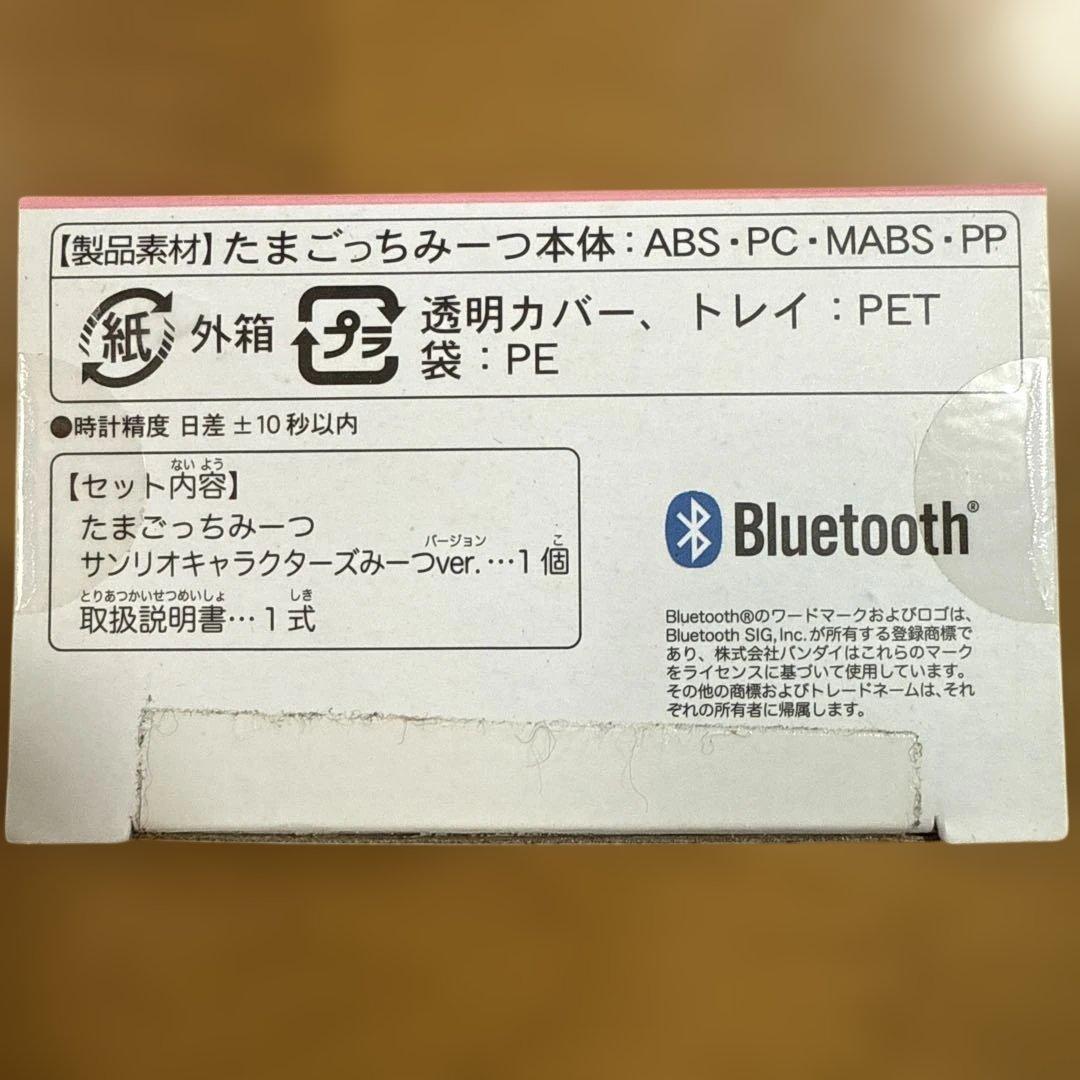 【製品素材】たまごっちみーつ本体：ABS・PC・MABS・PP
紙 外箱 プラ 透明カバー、トレイ：PET
袋：PE
●時計精度 日差±10秒以内
【セット内容】
ないよう
たまごっちみーつ
サンリオキャラクターズみーつver.…1個
バージョン こ
取扱説明書…1式
とりあつかいせつめいしょ しき
Bluetooth®
Bluetooth®のワードマークおよびロゴは、
Bluetooth SIG, Inc.が所有する登録商標で
あり、株式会社バンダイはこれらのマーク
をライセンスに基づいて使用しています。
その他の商標およびトレードネームは、それ
ぞれの所有者に帰属します。